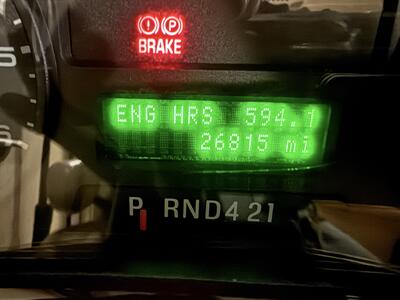 BRAKE
ENG HRS 594.1
26815 mi
P RND421